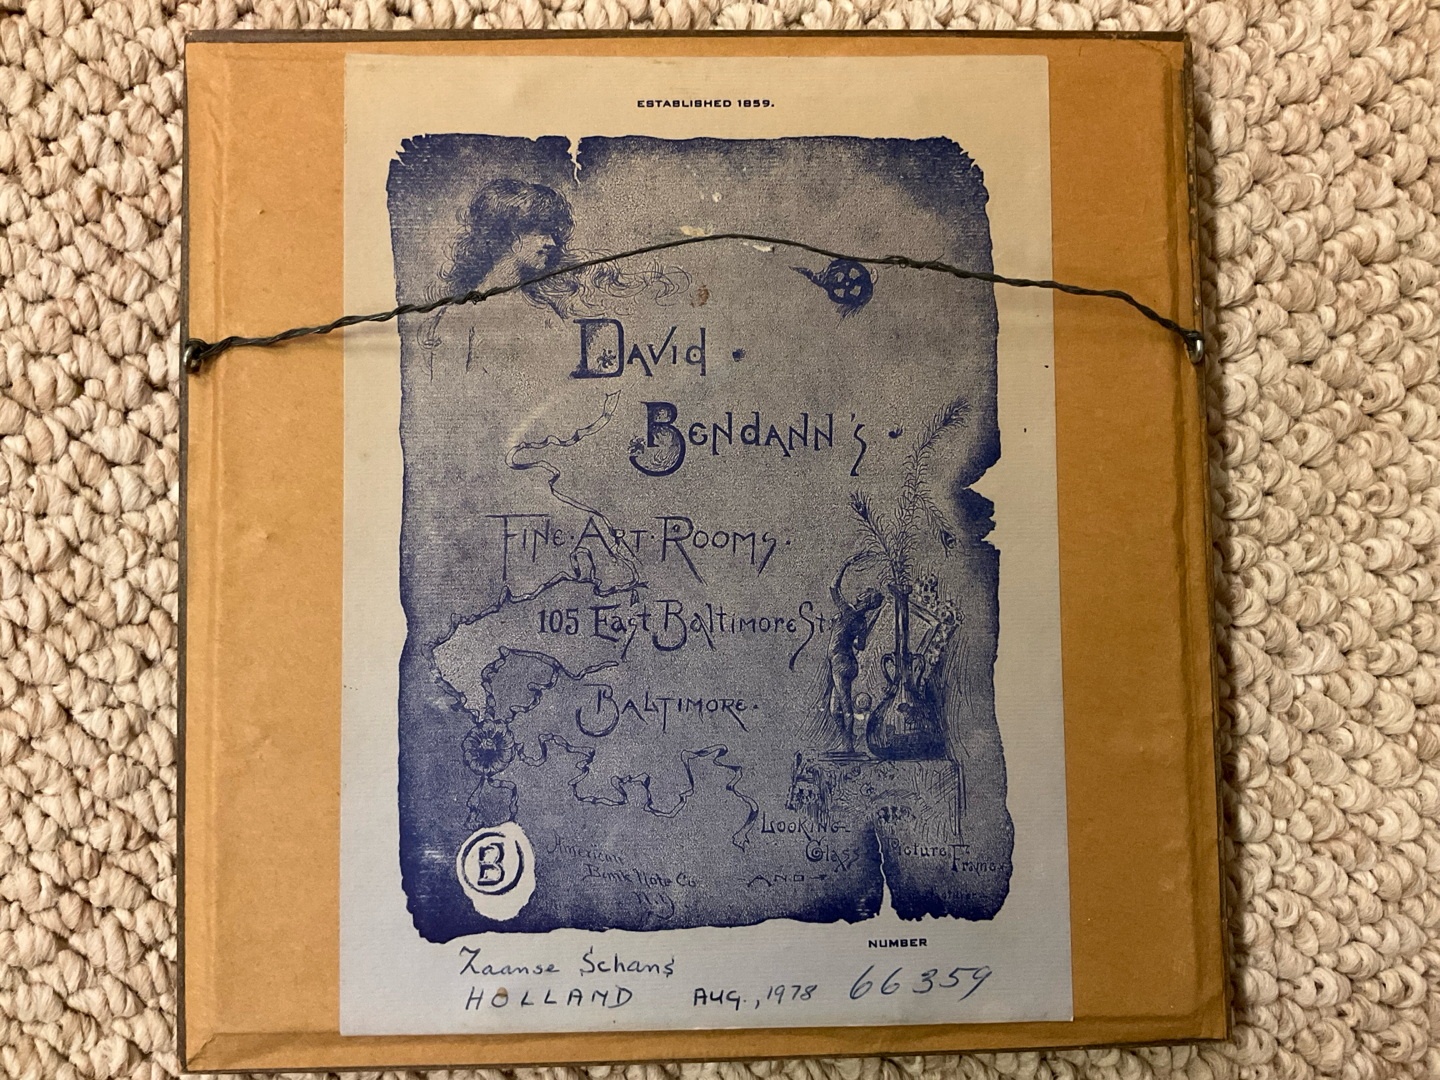 ESTABLISHED 1859.
David
Bendann's
Fine·Art·Rooms.
105 East Baltimore St.
Baltimore.
Looking
Glass Picture Frames
AND
B
American
Bank Note Co.
N.Y.
NUMBER
Zaanse Schans
HOLLAND AUG., 1978 66359